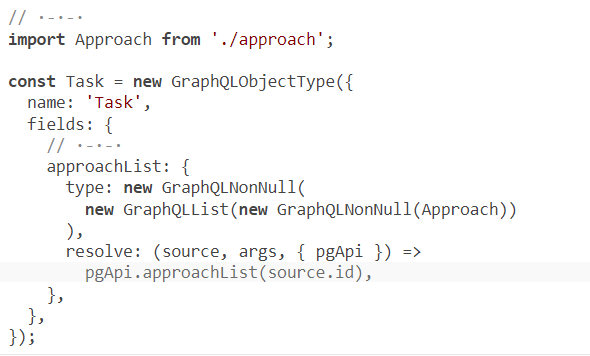 // ·-·-·
import Approach from './approach';
const Task = new GraphQLObjectType({
name: 'Task',
fields: {
// ·-·-·
approachList: {
type: new GraphQLNonNull(
new GraphQLList(new GraphQLNonNull(Approach))
),
resolve: (source, args, { pgApi }) =>
pgApi.approachList(source.id),
},
},
});